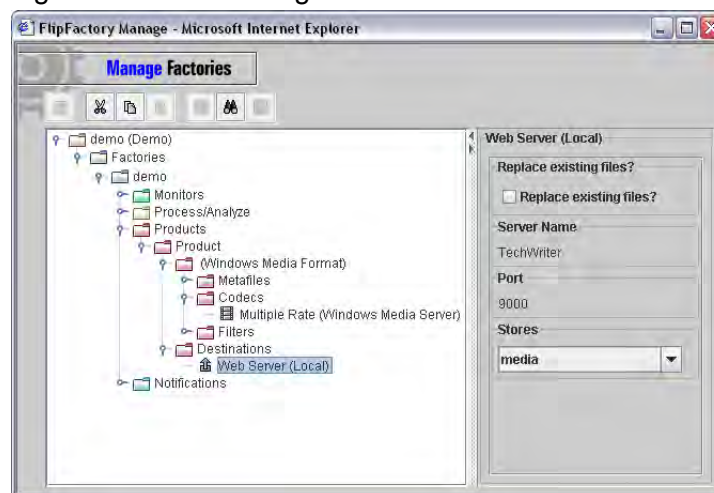 FlipFactory Manage - Microsoft Internet Explorer
Manage Factories
demo (Demo)
Factories
demo
Monitors
Process/Analyze
Products
Product
(Windows Media Format)
Metafiles
Codecs
Multiple Rate (Windows Media Server)
Filters
Destinations
Web Server (Local)
Notifications
Web Server (Local)
Replace existing files?
Replace existing files?
Server Name
TechWriter
Port
9000
Stores
media